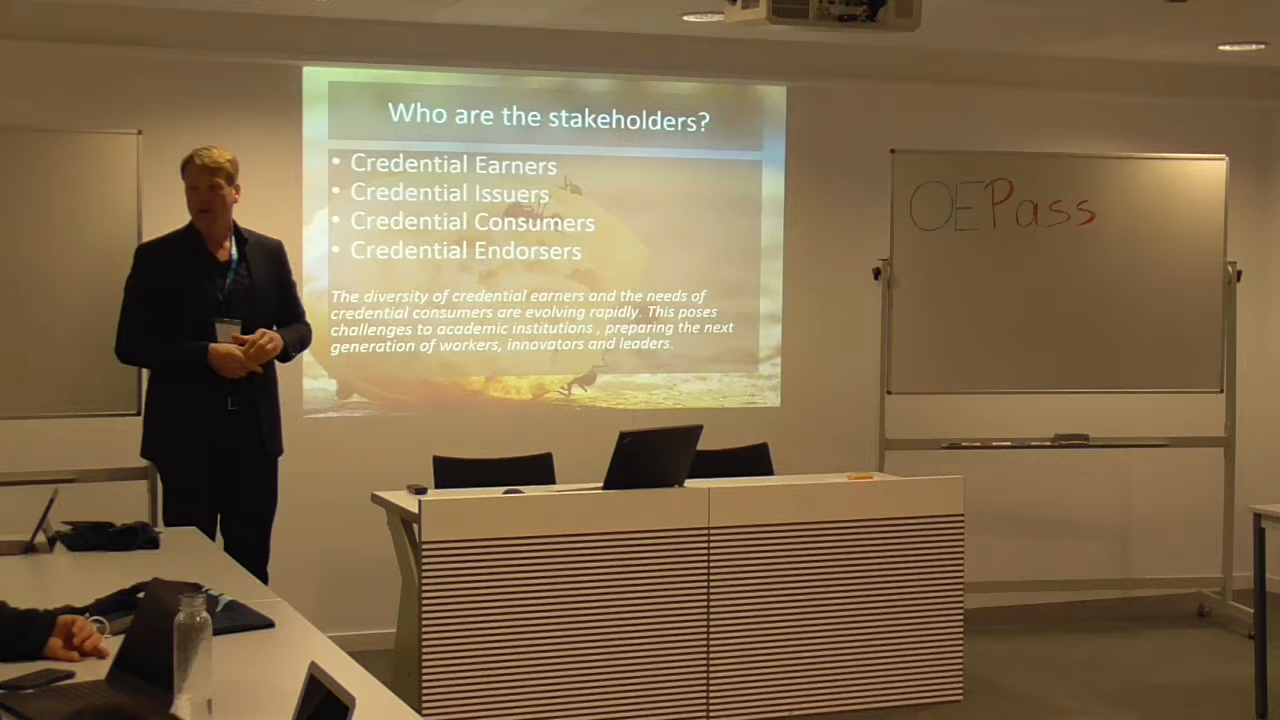 Who are the stakeholders?
• Credential Earners
• Credential Issuers
• Credential Consumers
• Credential Endorsers
The diversity of credential earners and the needs of
credential consumers are evolving rapidly. This poses
challenges to academic institutions , preparing the next
generation of workers, innovators and leaders.
OEPass